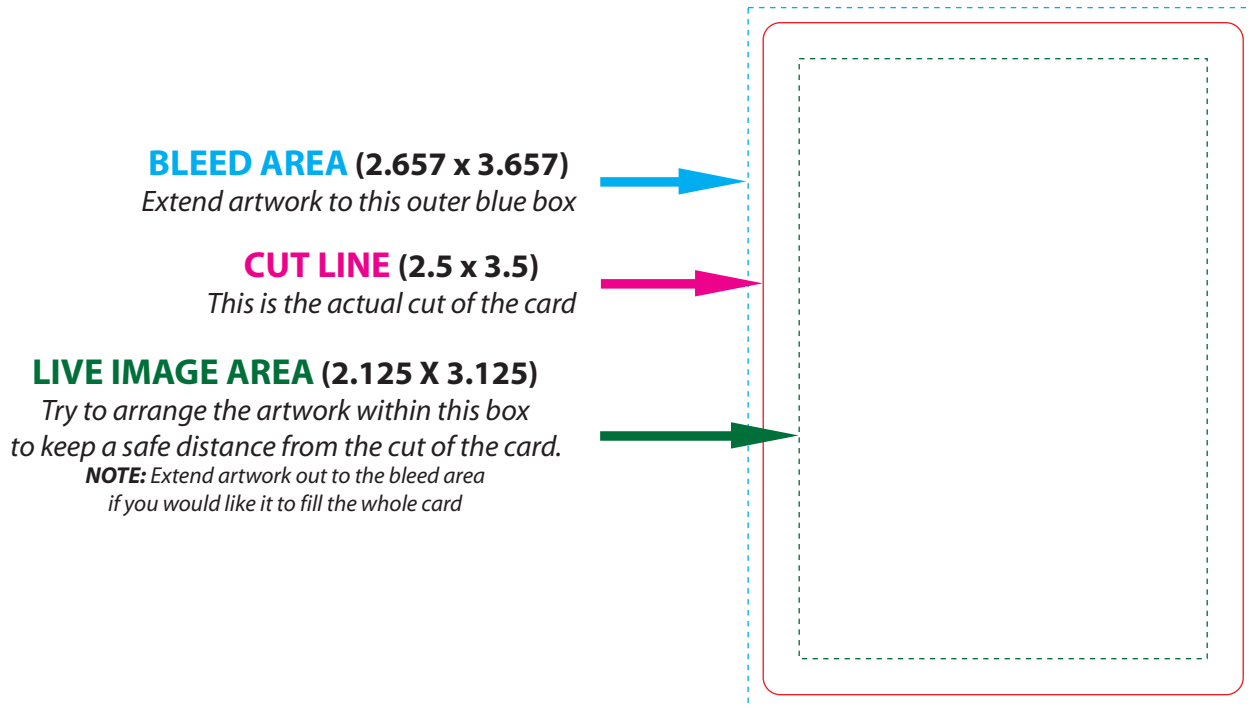 BLEED AREA (2.657 x 3.657)
Extend artwork to this outer blue box
CUT LINE (2.5 x 3.5)
This is the actual cut of the card
LIVE IMAGE AREA (2.125 X 3.125)
Try to arrange the artwork within this box
to keep a safe distance from the cut of the card.
NOTE: Extend artwork out to the bleed area
if you would like it to fill the whole card